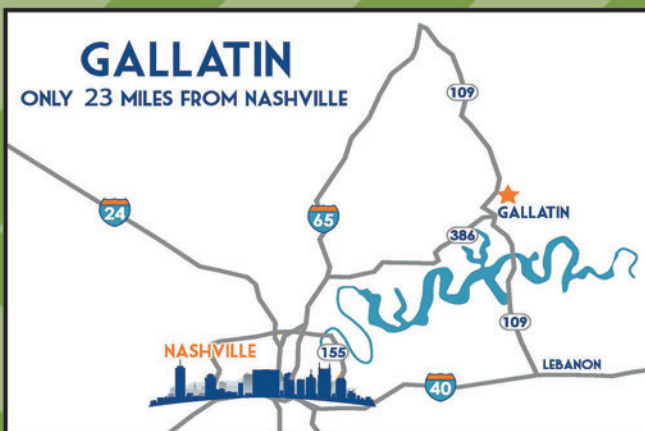 GALLATIN
ONLY 23 MILES FROM NASHVILLE
109
24
65
GALLATIN
386
109
NASHVILLE
155
LEBANON
40